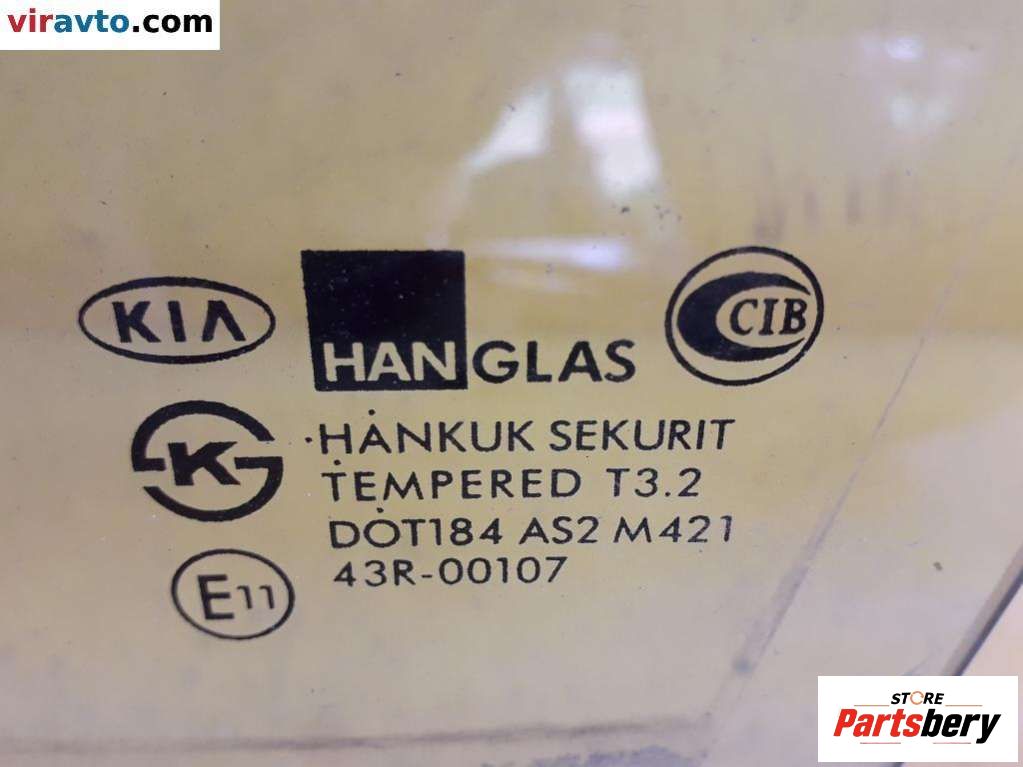 viravto.com
KIA
HANGLAS
CIB
K
HANKUK SEKURIT
TEMPERED T3.2
DOT184 AS2 M421
E11
43R-00107
STORE
Partsbery